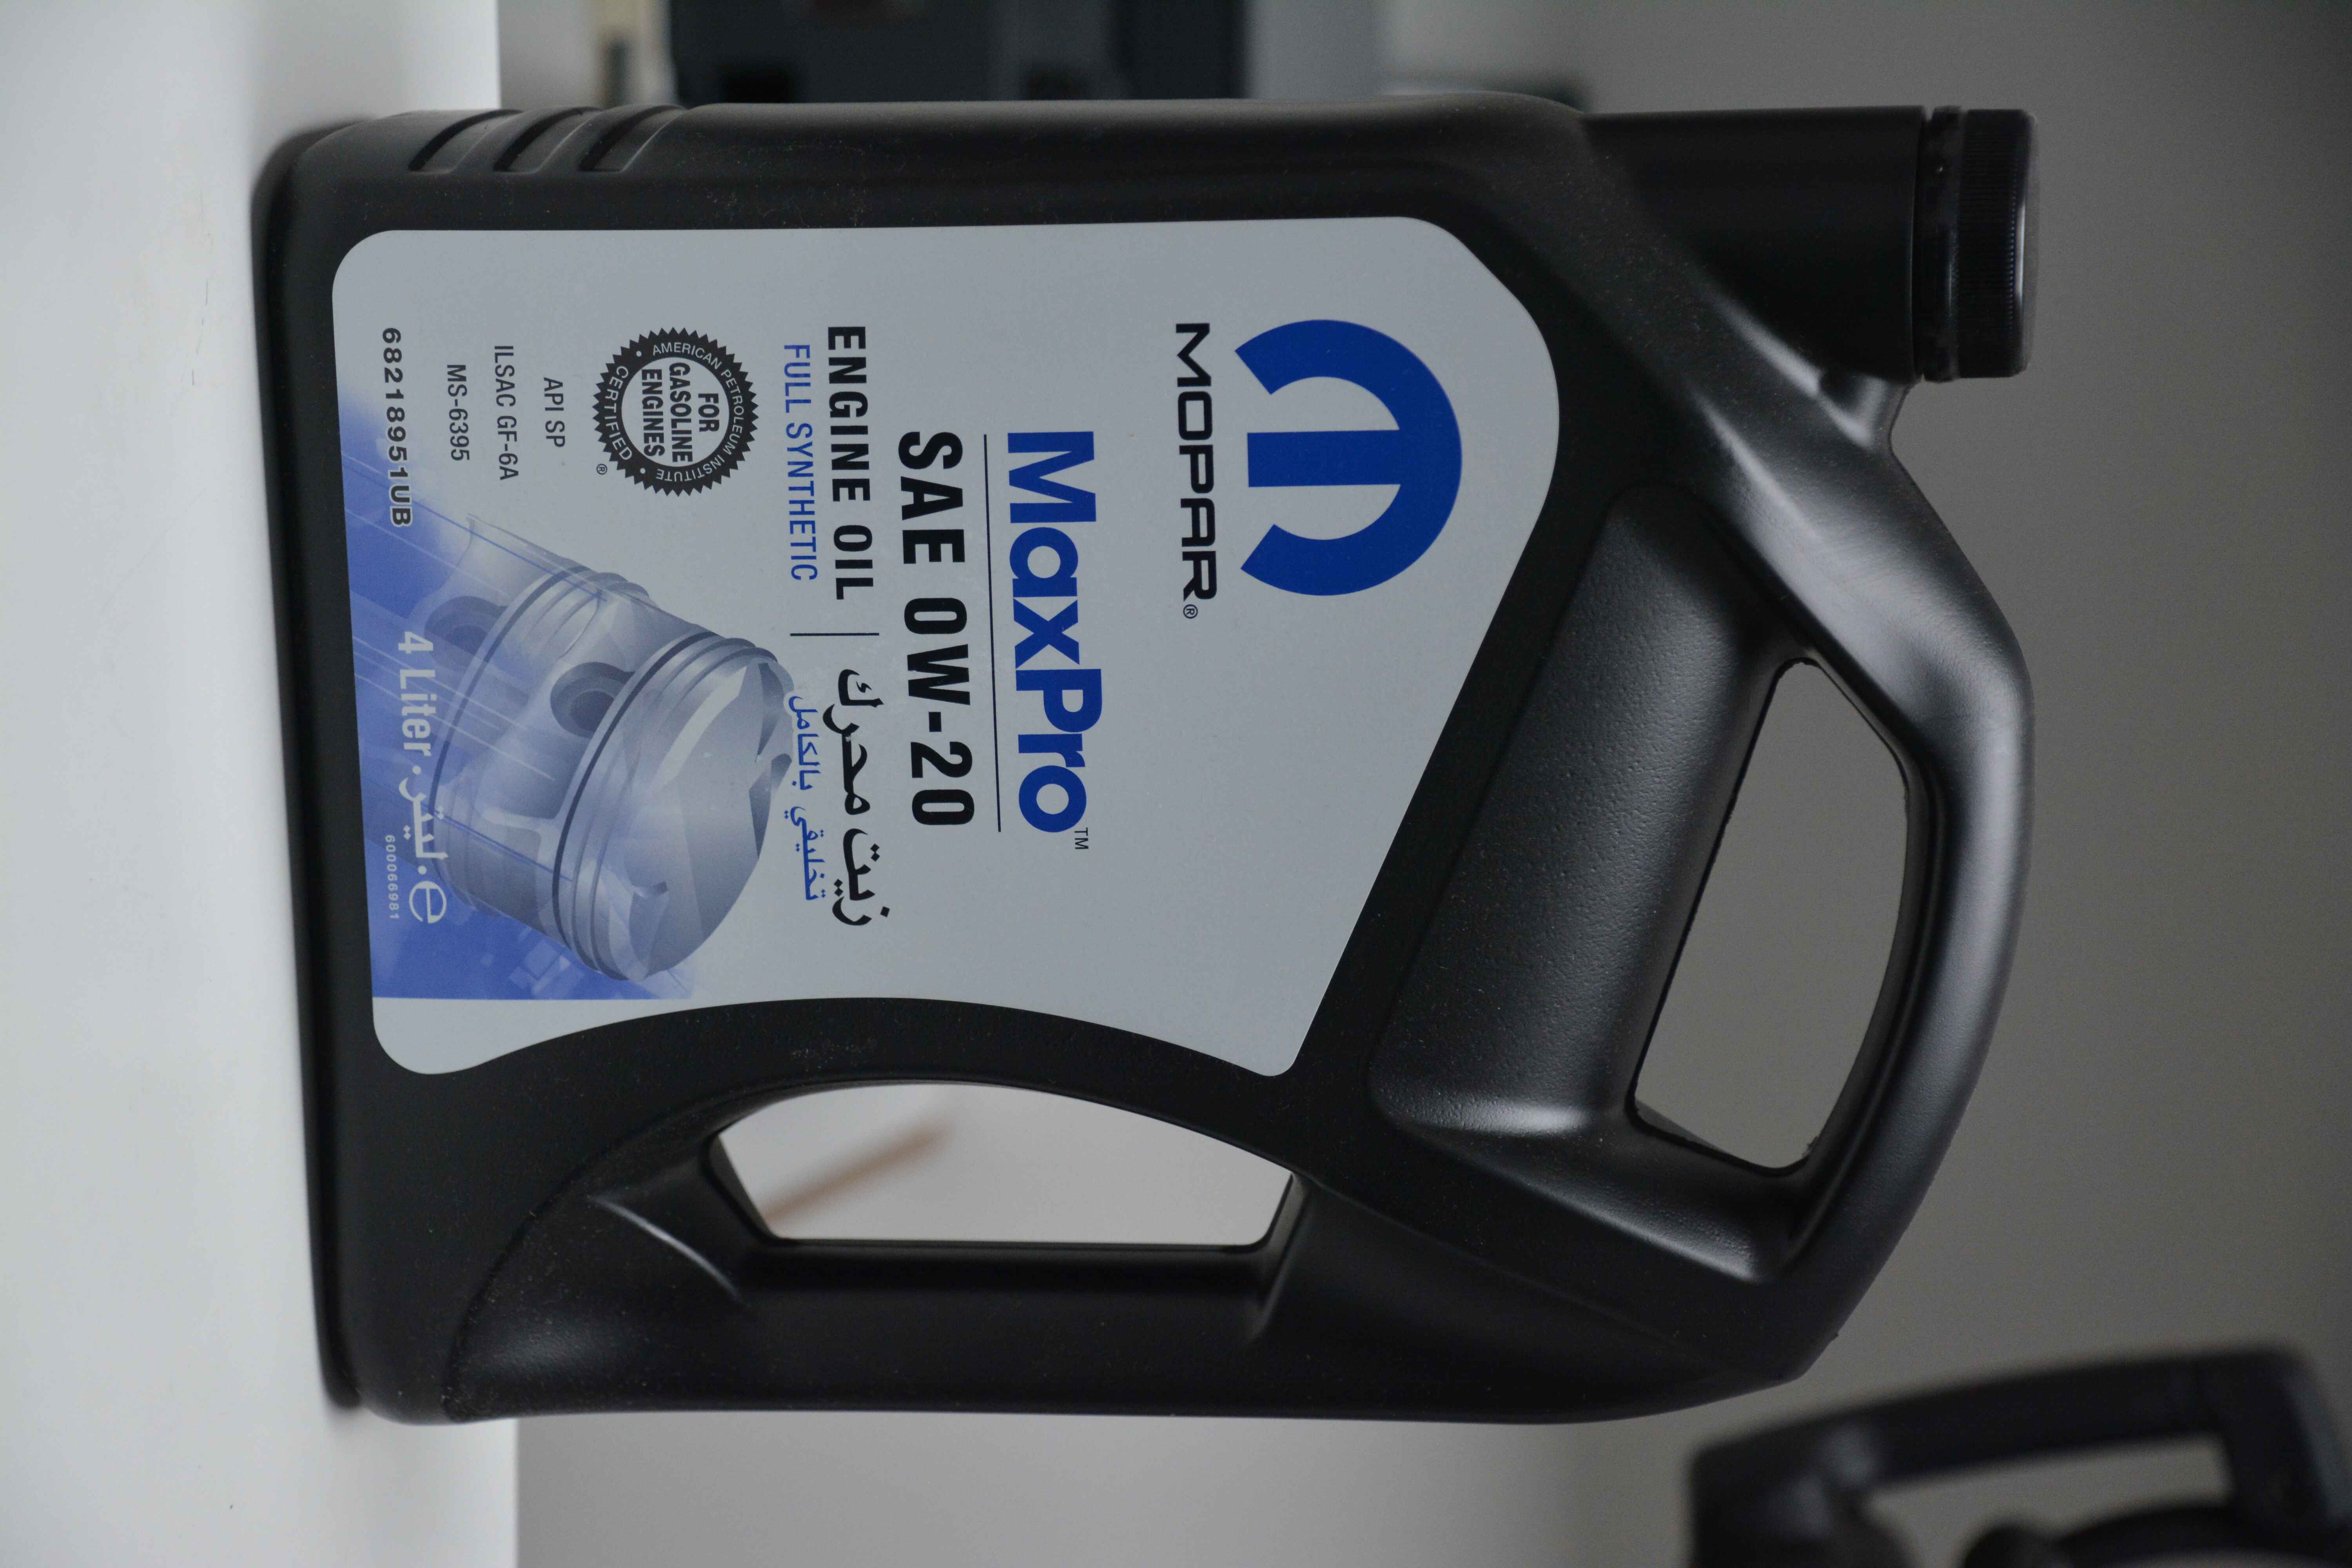 MOPAR®
MaxPro™
SAE 0W-20
ENGINE OIL
FULL SYNTHETIC
زيت محرك
تخليقي بالكامل
AMERICAN PETROLEUM INSTITUTE
FOR
GASOLINE
ENGINES
• CERTIFIED •
®
API SP
ILSAC GF-6A
MS-6395
68218951UB
4 Liter. ليتر. e
600066981